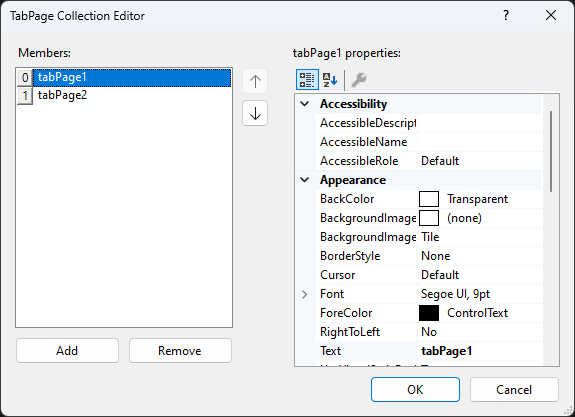 TabPage Collection Editor
?
Members:
0 tabPage1
1 tabPage2
Add
Remove
tabPage1 properties:
Accessibility
AccessibleDescript
AccessibleName
AccessibleRole Default
Appearance
BackColor Transparent
BackgroundImage (none)
BackgroundImage Tile
BorderStyle None
Cursor Default
Font Segoe UI, 9pt
ForeColor ControlText
RightToLeft No
Text tabPage1
OK
Cancel